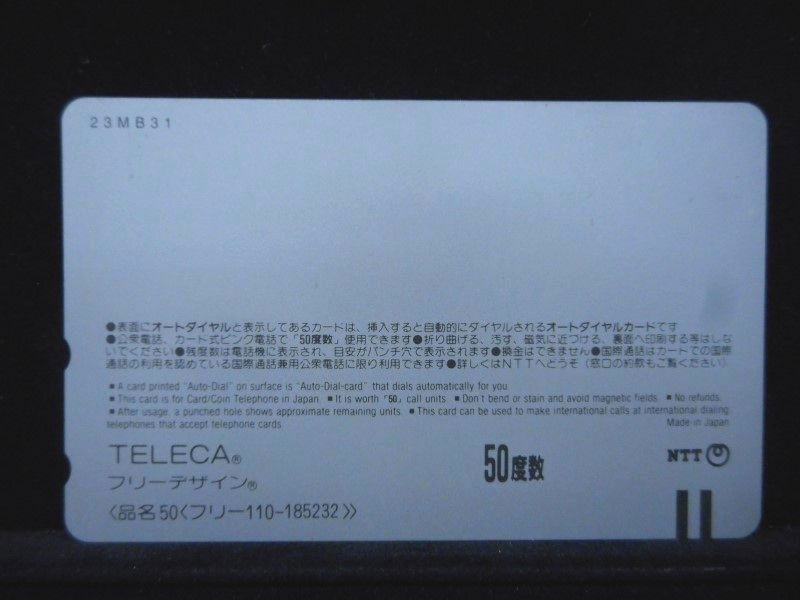 23MB31
●表面にオートダイヤルと表示してあるカードは、挿入すると自動的にダイヤルされるオートダイヤルカードです
●公衆電話、カード式ピンク電話で「50度数」使用できます●折り曲げる、汚す、磁気に近づける、裏面へ印刷する等はしな
いでください●残度数は電話機に表示され、目安がパンチ穴で表示されます●換金はできません●国際通話はカードでの国際
通話の利用を認めている国際通話兼用公衆電話に限り利用できます●詳しくはNTTへどうぞ（窓口の約款もご覧ください）
■ A card printed "Auto-Dial" on surface is "Auto-Dial-card" that dials automatically for you.
■ This card is for Card/Coin Telephone in Japan. ■ It is worth「50」call units. ■ Don't bend or stain and avoid magnetic fields. ■ No refunds.
■ After usage, a punched hole shows approximate remaining units. ■ This card can be used to make international calls at international dialing
telephones that accept telephone cards. Made in Japan
TELECA® 50度数 NTT
フリーデザイン®
〈品名50〈フリー110-185232〉〉